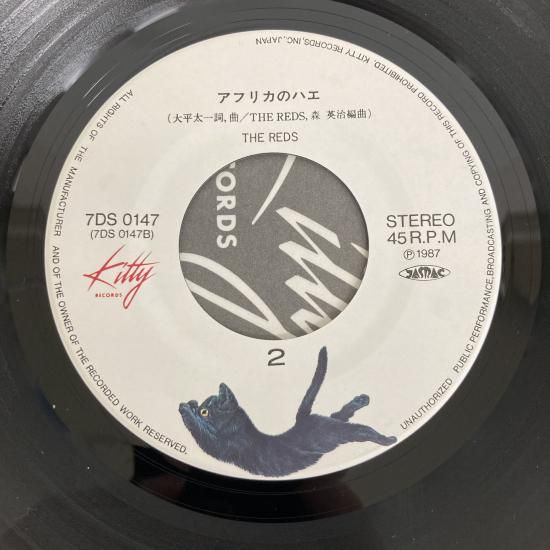 アフリカのハエ
(大平太一詞,曲/THE REDS,森 英治編曲)
THE REDS
7DS 0147
(7DS 0147B)
Kitty
RECORDS
STEREO
45 R.P.M
Ⓟ1987
JASRAC
2
ALL RIGHTS OF THE MANUFACTURER AND OF THE OWNER OF THE RECORDED WORK RESERVED.
UNAUTHORIZED PUBLIC PERFORMANCE,BROADCASTING AND COPYING OF THIS RECORD PROHIBITED. KITTY RECORDS,INC.,JAPAN
CORDS